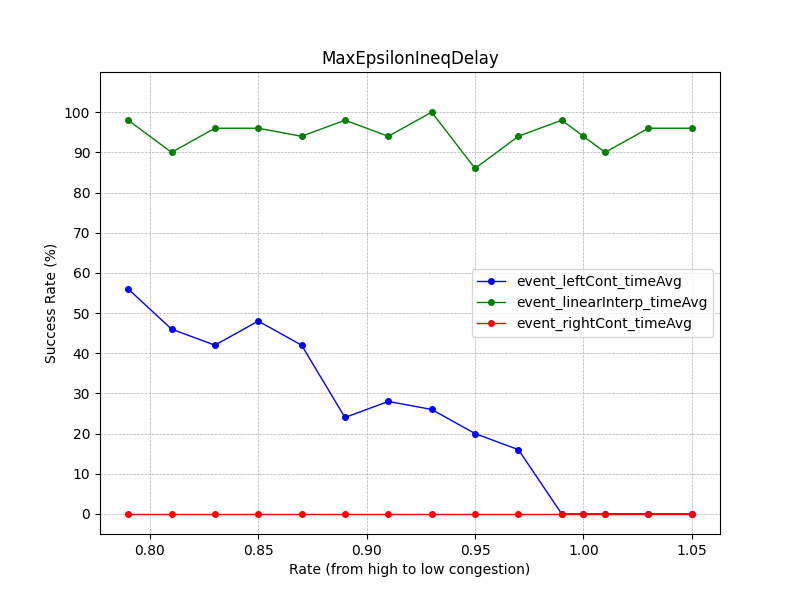 MaxEpsilonIneqDelay
Success Rate (%)
100
90
80
70
60
50
40
30
20
10
0
event_leftCont_timeAvg
event_linearInterp_timeAvg
event_rightCont_timeAvg
0.80 0.85 0.90 0.95 1.00 1.05
Rate (from high to low congestion)